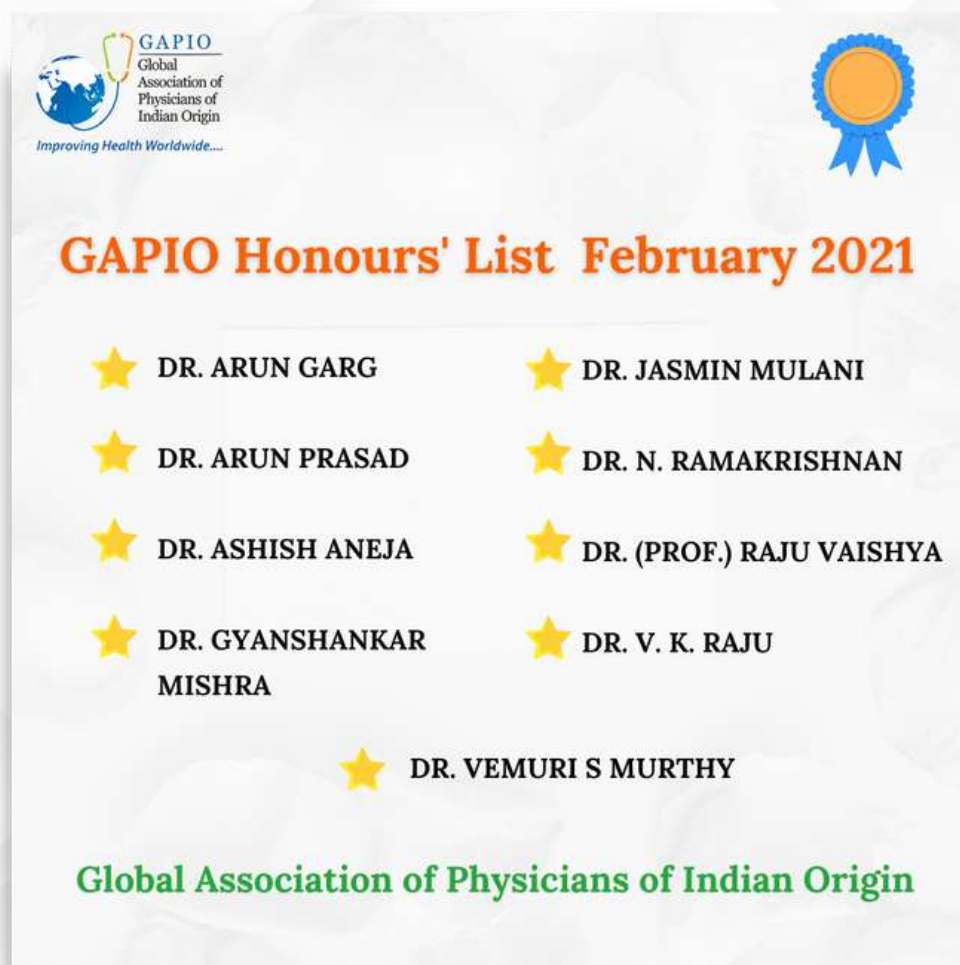 GAPIO
Global
Association of
Physicians of
Indian Origin
Improving Health Worldwide....
GAPIO Honours' List February 2021
DR. ARUN GARG
DR. ARUN PRASAD
DR. ASHISH ANEJA
DR. GYANSHANKAR
MISHRA
DR. JASMIN MULANI
DR. N. RAMAKRISHNAN
DR. (PROF.) RAJU VAISHYA
DR. V. K. RAJU
DR. VEMURI S MURTHY
Global Association of Physicians of Indian Origin